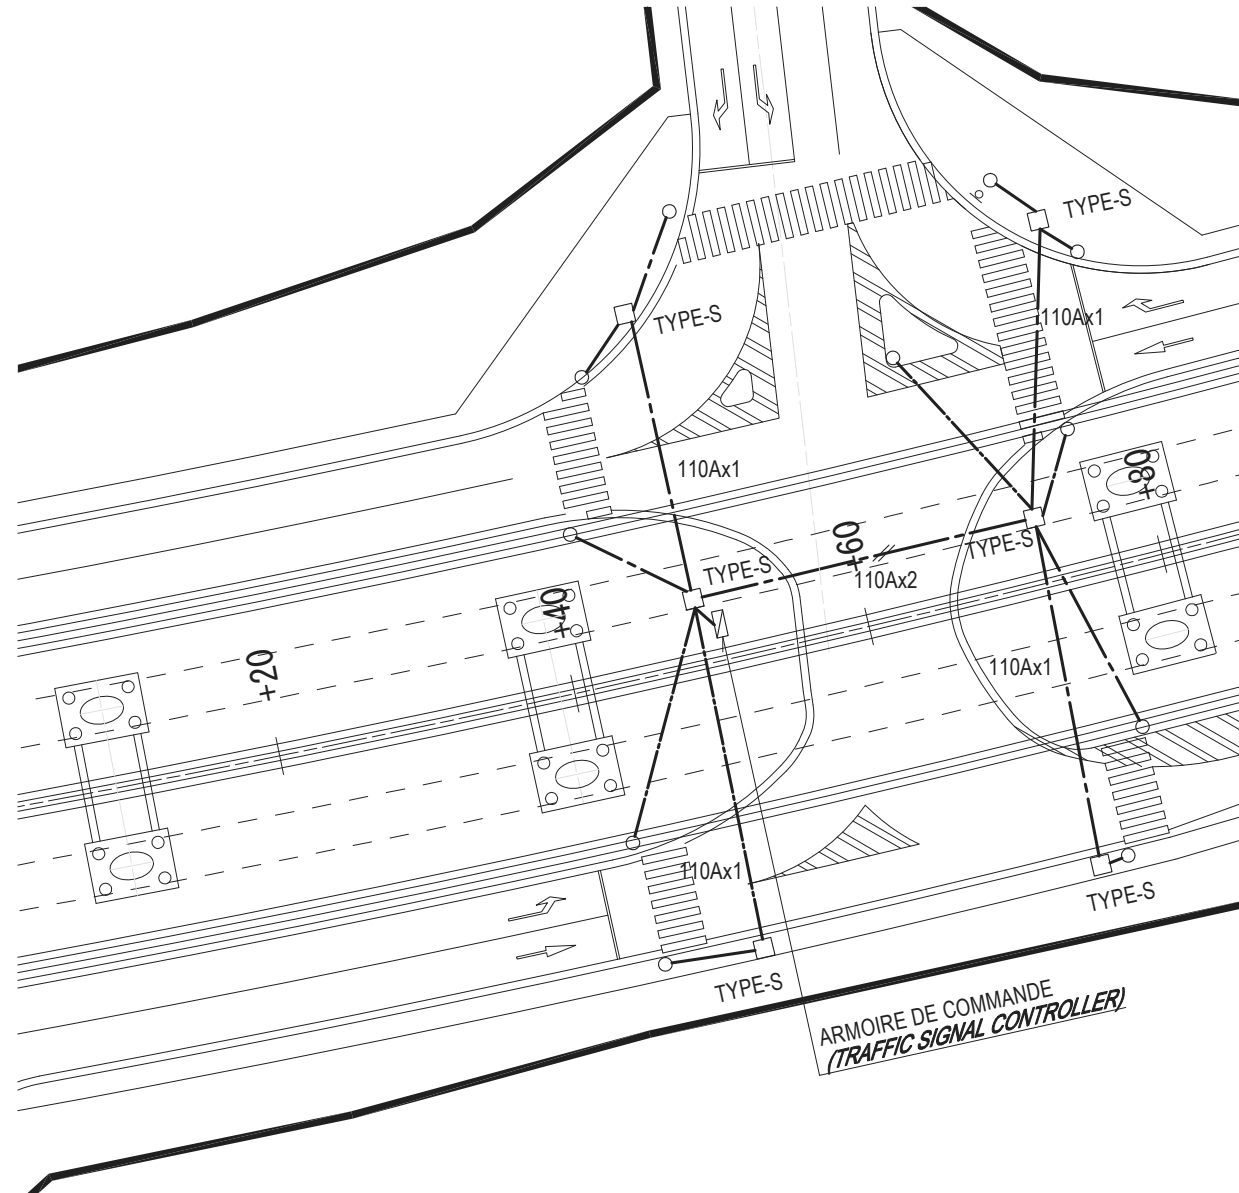 TYPE-S
110Ax1
TYPE-S
110Ax1
+80
+60
TYPE-S
TYPE-S
110Ax2
+40
+20
110Ax1
110Ax1
TYPE-S
TYPE-S
ARMOIRE DE COMMANDE
(TRAFFIC SIGNAL CONTROLLER)